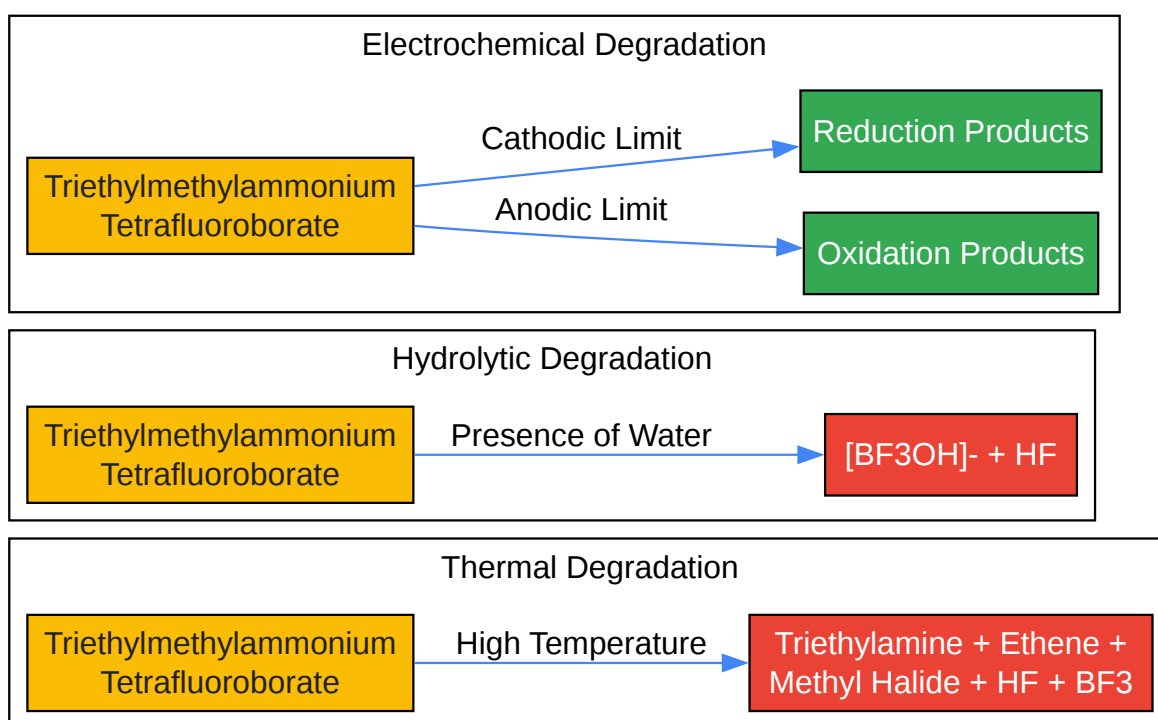 Electrochemical Degradation
Cathodic Limit
Reduction Products
Triethylmethylammonium
Tetrafluoroborate
Anodic Limit
Oxidation Products
Hydrolytic Degradation
Triethylmethylammonium
Tetrafluoroborate
Presence of Water
[BF3OH]- + HF
Thermal Degradation
Triethylmethylammonium
Tetrafluoroborate
High Temperature
Triethylamine + Ethene +
Methyl Halide + HF + BF3